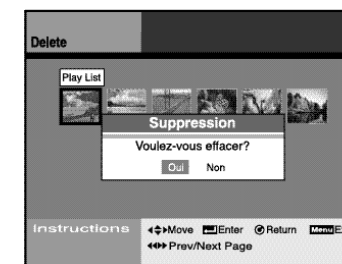 Delete
Play List
Suppression
Voulez-vous effacer?
Oui Non
Instructions
Move Enter Return Menu E
Prev/Next Page